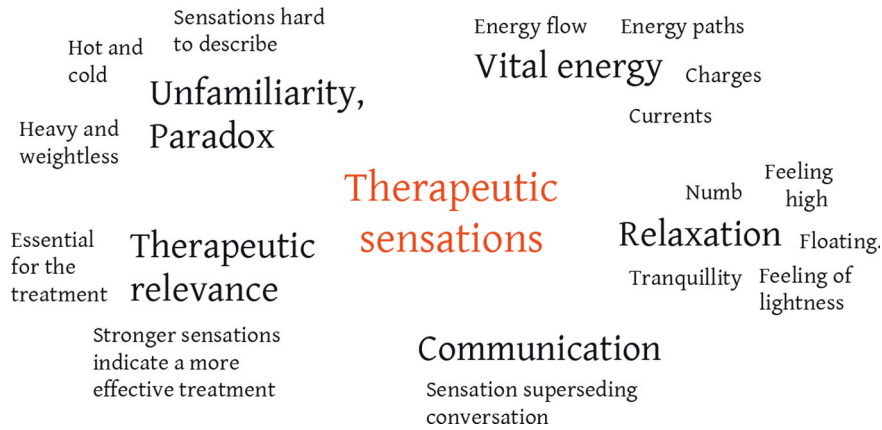 Sensations hard
to describe
Hot and
cold
Unfamiliarity,
Paradox
Heavy and
weightless
Energy flow
Energy paths
Vital energy
Charges
Currents
Therapeutic
sensations
Feeling
high
Numb
Relaxation
Floating.
Tranquillity
Feeling of
lightness
Essential
for the
treatment
Therapeutic
relevance
Stronger sensations
indicate a more
effective treatment
Communication
Sensation superseding
conversation